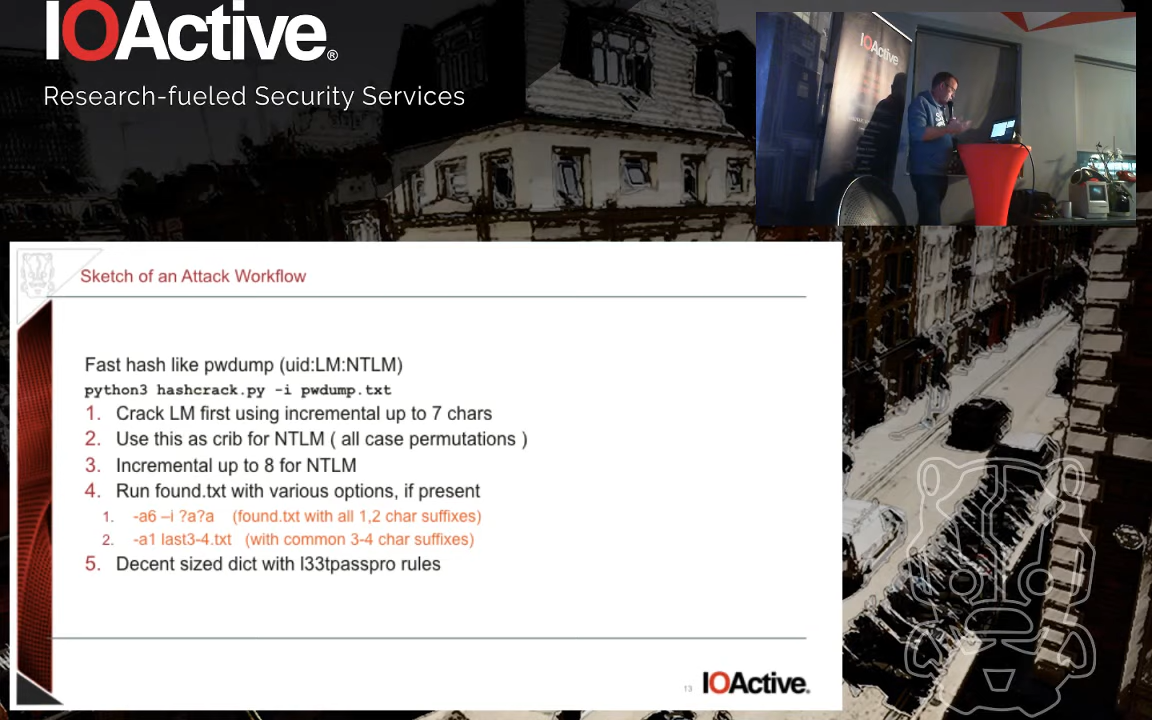 IOActive®
Research-fueled Security Services
IOActive
Sketch of an Attack Workflow
Fast hash like pwdump (uid:LM:NTLM)
python3 hashcrack.py -i pwdump.txt
1. Crack LM first using incremental up to 7 chars
2. Use this as crib for NTLM ( all case permutations )
3. Incremental up to 8 for NTLM
4. Run found.txt with various options, if present
1. -a6 –i ?a?a (found.txt with all 1,2 char suffixes)
2. -a1 last3-4.txt (with common 3-4 char suffixes)
5. Decent sized dict with l33tpasspro rules
13 IOActive.